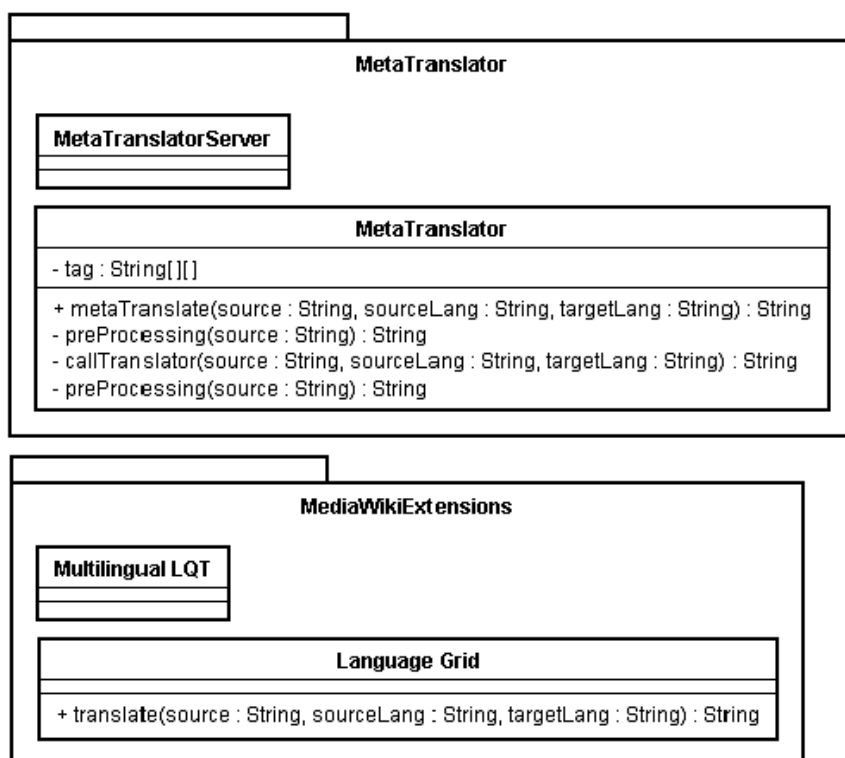 MetaTranslator
MetaTranslatorServer
MetaTranslator
- tag : String[][]
+ metaTranslate(source : String, sourceLang : String, targetLang : String) : String
- preProcessing(source : String) : String
- callTranslator(source : String, sourceLang : String, targetLang : String) : String
- preProcessing(source : String) : String
MediaWikiExtensions
Multilingual LQT
Language Grid
+ translate(source : String, sourceLang : String, targetLang : String) : String